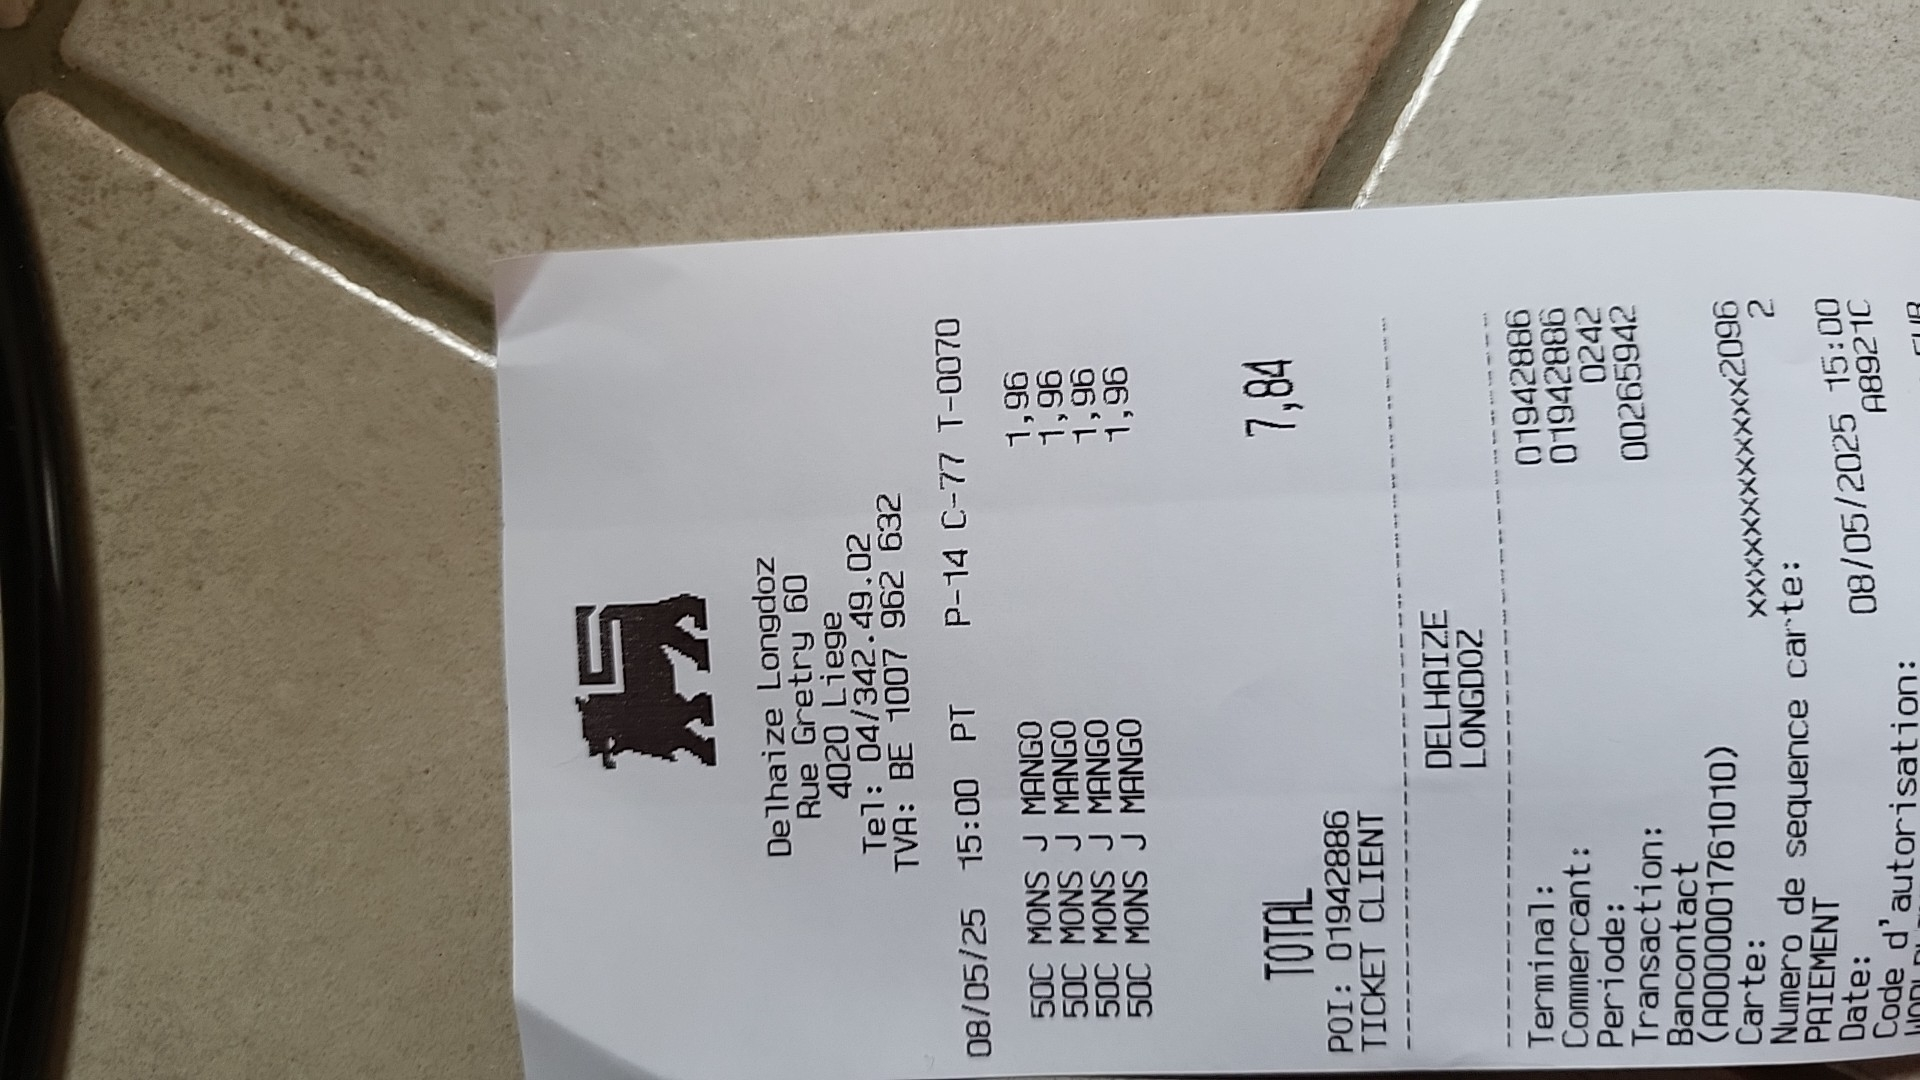 Delhaize Longdoz
Rue Gretry 60
4020 Liege
Tel: 04/342.49.02
TVA: BE 1007 962 632
08/05/25 15:00 PT P-14 C-77 T-0070
50C MONS J MANGO 1,96
50C MONS J MANGO 1,96
50C MONS J MANGO 1,96
50C MONS J MANGO 1,96
TOTAL 7,84
POI: 01942886
TICKET CLIENT
DELHAIZE
LONGDOZ
Terminal: 01942886
Commercant: 01942886
Periode: 0242
Transaction: 00265942
Bancontact
(A0000001761010)
Carte: xxxxxxxxxxxxx2096
Numero de sequence carte: 2
PAIEMENT
Date: 08/05/2025 15:00
Code d'autorisation: A8921C